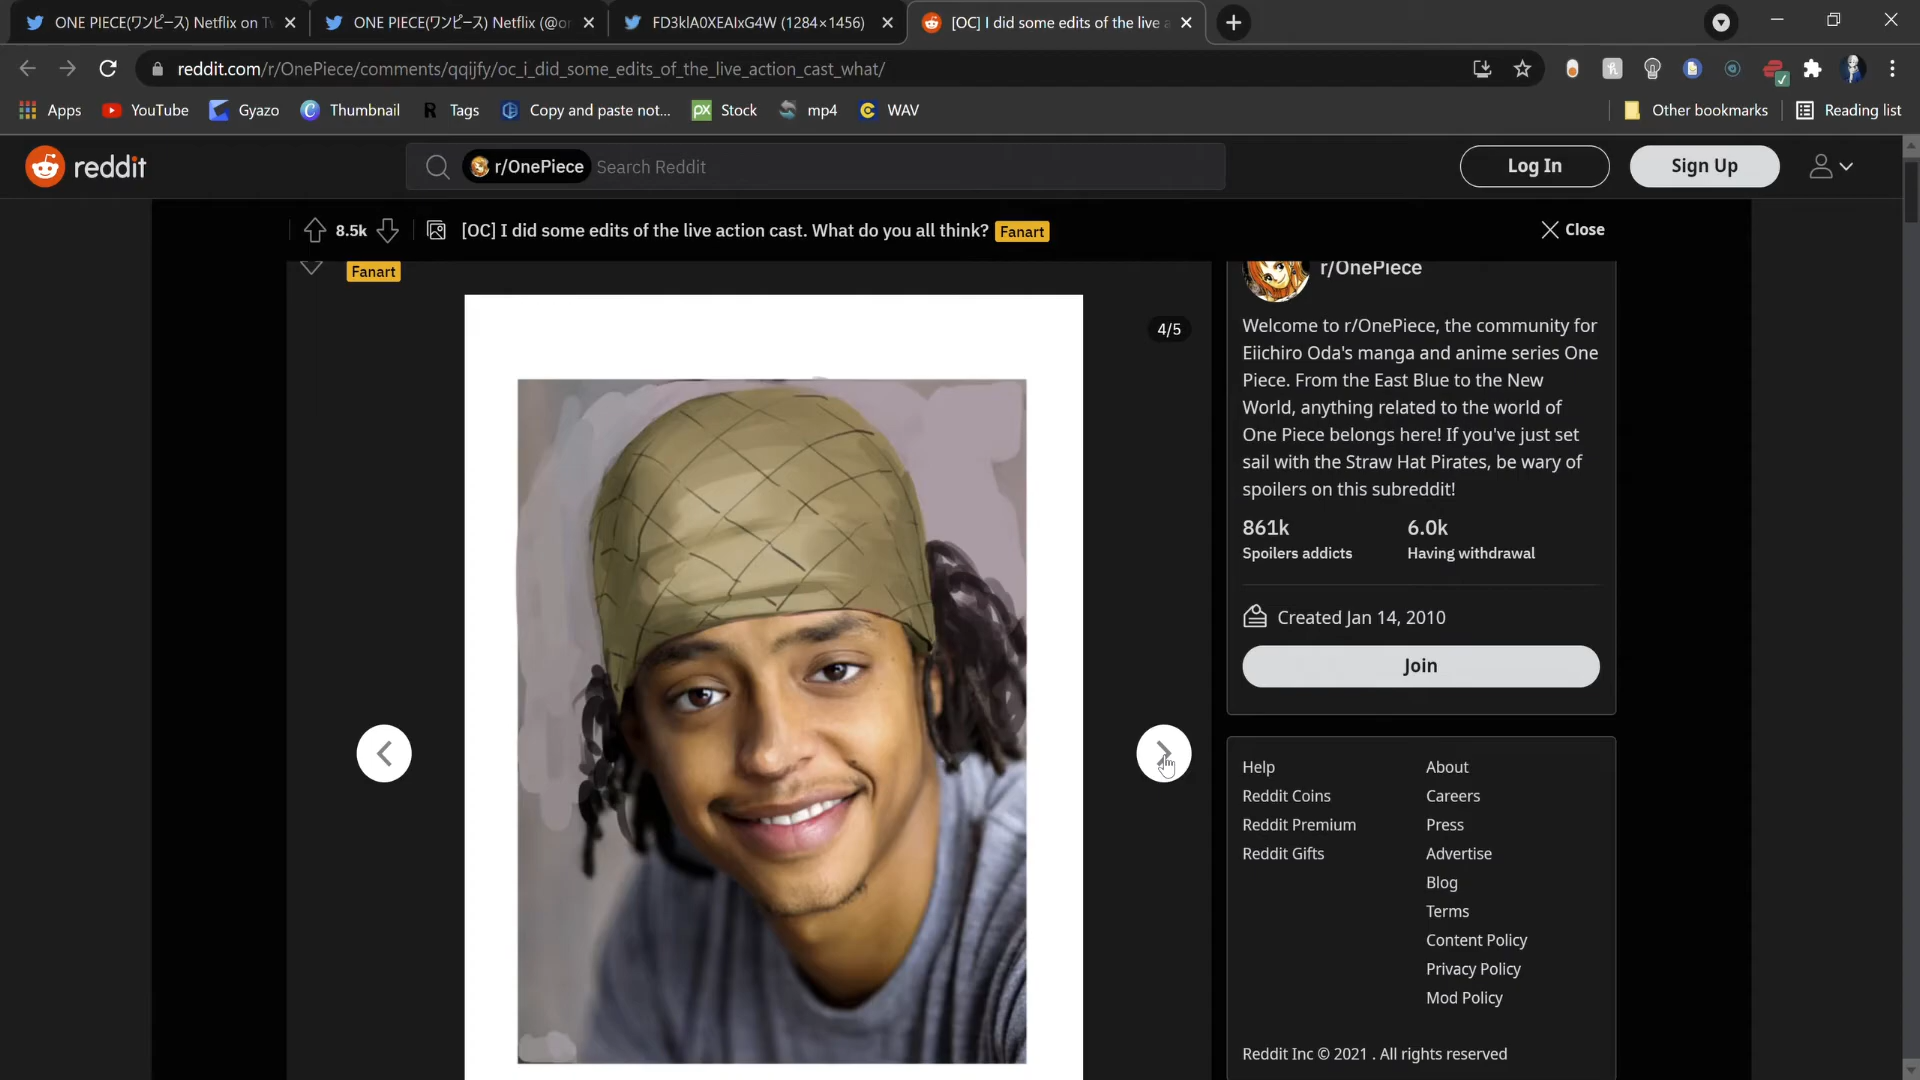 ONE PIECE(ワンピース) Netflix on Tw
ONE PIECE(ワンピース) Netflix (@o
FD3klA0XEAIxG4W (1284×1456)
[OC] I did some edits of the live a
reddit.com/r/OnePiece/comments/qqijfy/oc_i_did_some_edits_of_the_live_action_cast_what/
Apps
YouTube
Gyazo
Thumbnail
Tags
Copy and paste not...
Stock
mp4
WAV
Other bookmarks
Reading list
reddit
r/OnePiece
Search Reddit
Log In
Sign Up
8.5k
[OC] I did some edits of the live action cast. What do you all think?
Fanart
Close
Fanart
4/5
r/OnePiece
Welcome to r/OnePiece, the community for
Eiichiro Oda's manga and anime series One
Piece. From the East Blue to the New
World, anything related to the world of
One Piece belongs here! If you've just set
sail with the Straw Hat Pirates, be wary of
spoilers on this subreddit!
861k
6.0k
Spoilers addicts
Having withdrawal
Created Jan 14, 2010
Join
Help
About
Reddit Coins
Careers
Reddit Premium
Press
Reddit Gifts
Advertise
Blog
Terms
Content Policy
Privacy Policy
Mod Policy
Reddit Inc © 2021 . All rights reserved